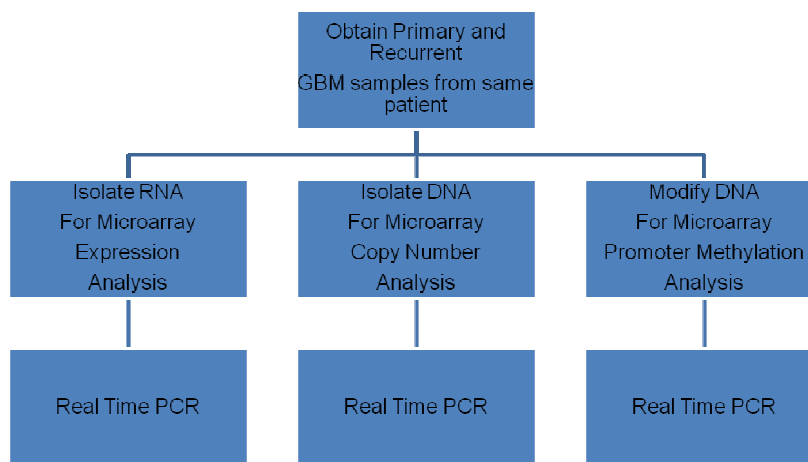 Obtain Primary and
Recurrent
GBM samples from same
patient
Isolate RNA
For Microarray
Expression
Analysis
Isolate DNA
For Microarray
Copy Number
Analysis
Modify DNA
For Microarray
Promoter Methylation
Analysis
Real Time PCR
Real Time PCR
Real Time PCR